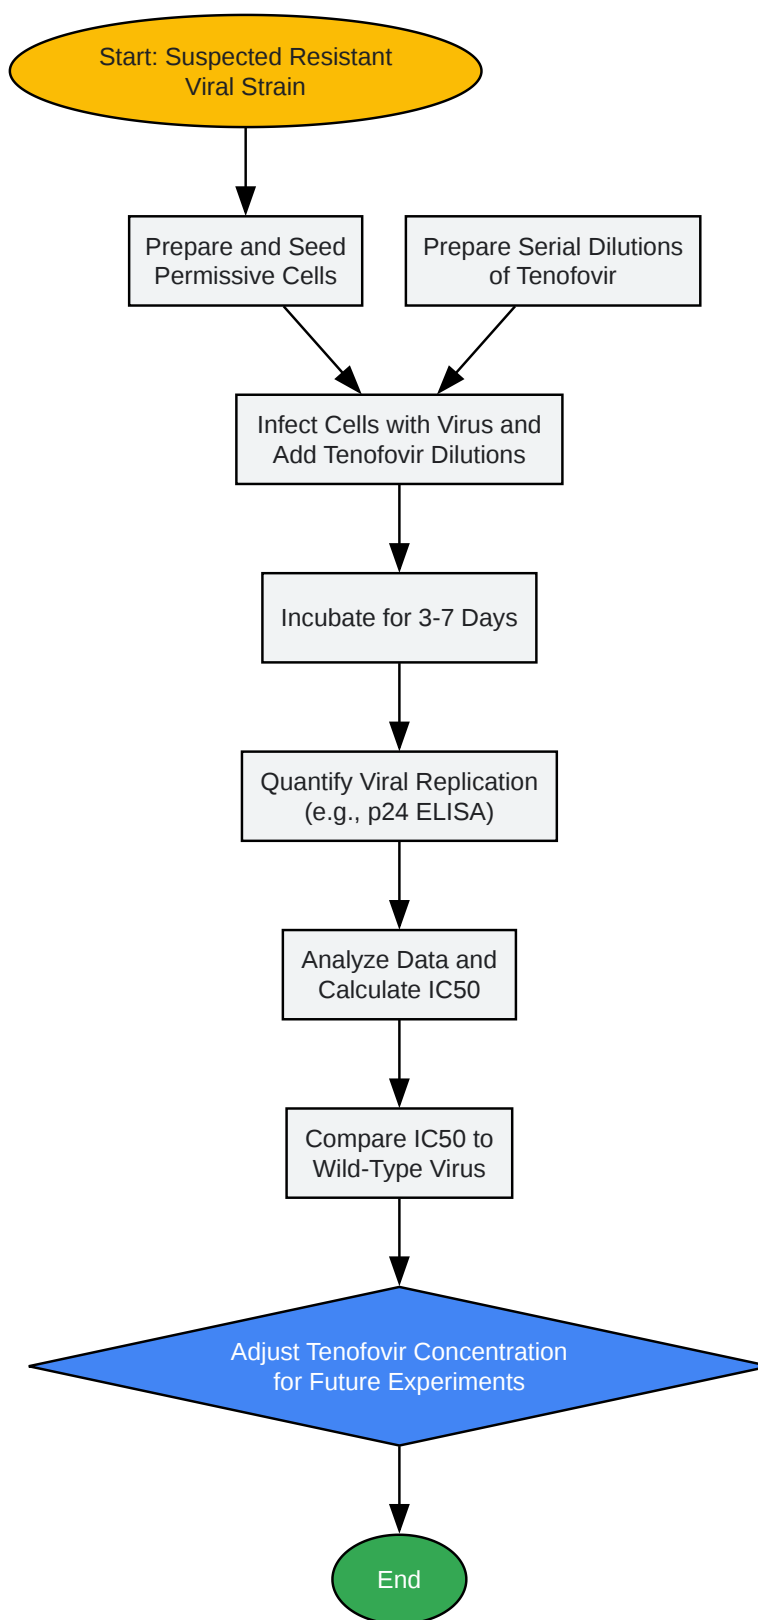 Start: Suspected Resistant
Viral Strain
Prepare and Seed
Permissive Cells
Prepare Serial Dilutions
of Tenofovir
Infect Cells with Virus and
Add Tenofovir Dilutions
Incubate for 3-7 Days
Quantify Viral Replication
(e.g., p24 ELISA)
Analyze Data and
Calculate IC50
Compare IC50 to
Wild-Type Virus
Adjust Tenofovir Concentration
for Future Experiments
End